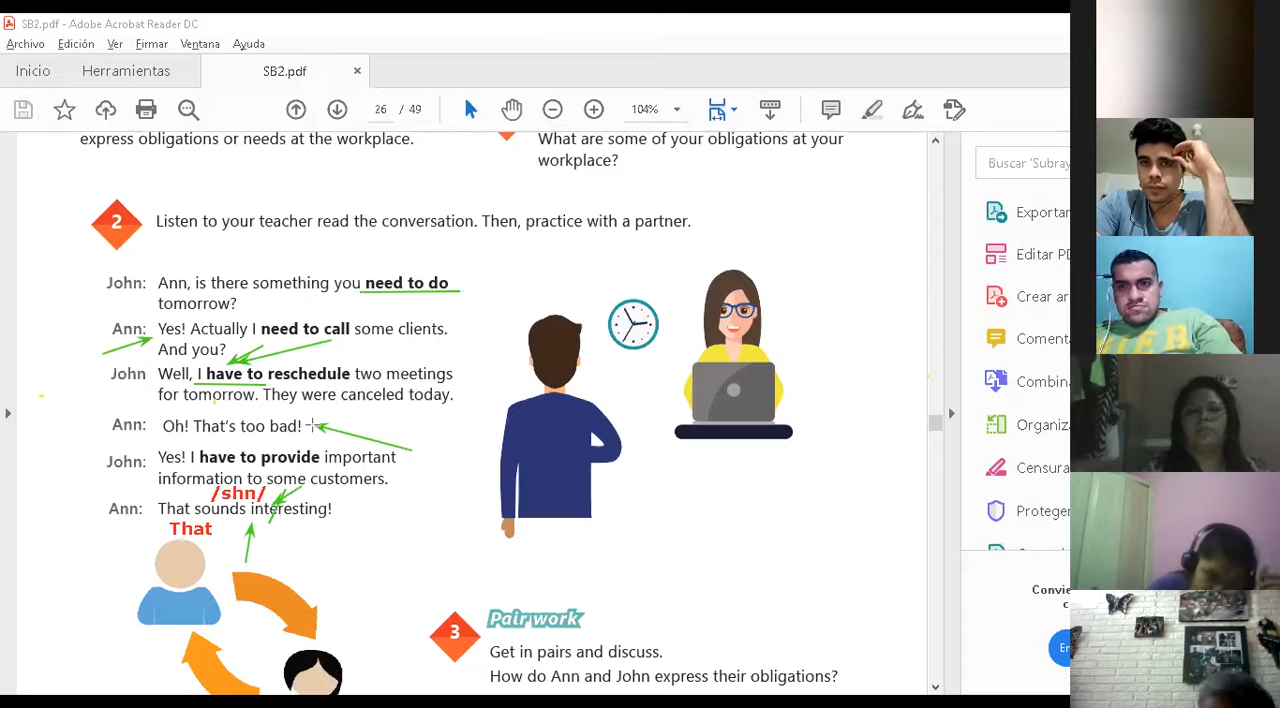 SB2.pdf - Adobe Acrobat Reader DC
Archivo Edición Ver Firmar Ventana Ayuda
Inicio Herramientas SB2.pdf ×
26 / 49 104%
express obligations or needs at the workplace.
What are some of your obligations at your
workplace?
2 Listen to your teacher read the conversation. Then, practice with a partner.
John: Ann, is there something you need to do
tomorrow?
Ann: Yes! Actually I need to call some clients.
And you?
John Well, I have to reschedule two meetings
for tomorrow. They were canceled today.
Ann: Oh! That's too bad!
John: Yes! I have to provide important
information to some customers.
/shn/
Ann: That sounds interesting!
That
3 Pair work
Get in pairs and discuss.
How do Ann and John express their obligations?
Buscar 'Subray
Exportar
Editar PD
Crear ar
Coment
Combin
Organiz
Censura
Proteger
Convie
c
En